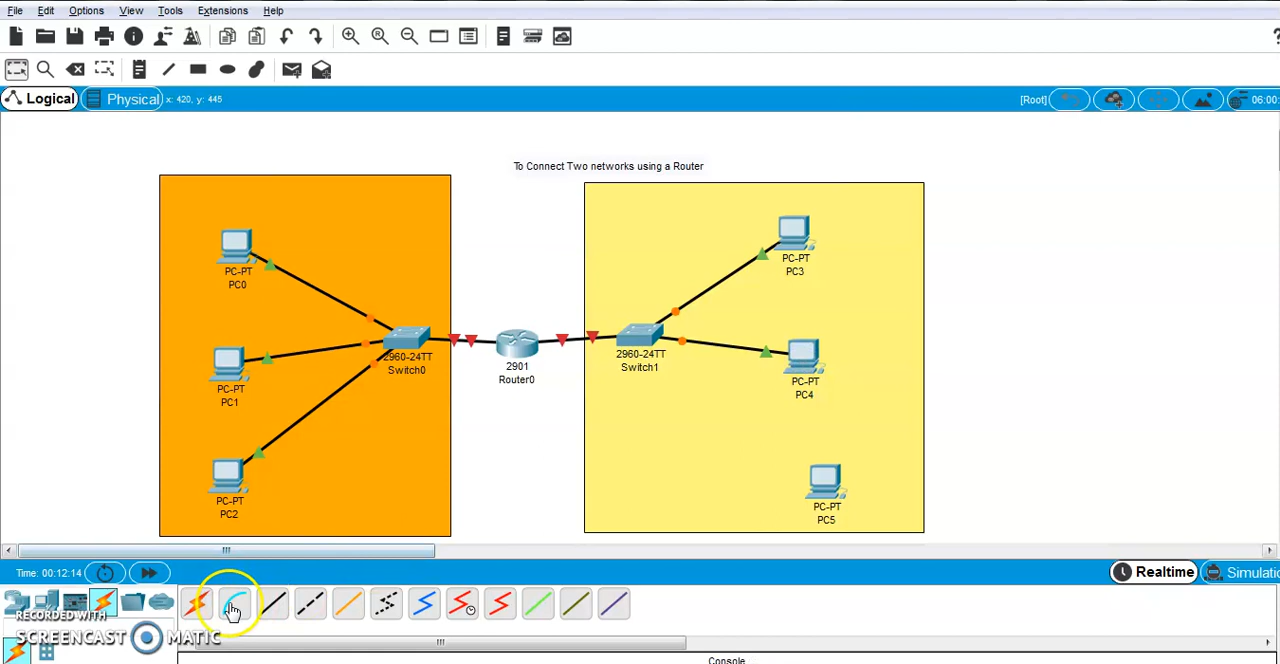 File Edit Options View Tools Extensions Help
?
Logical Physical x: 420, y: 445 [Root] 06:00:
To Connect Two networks using a Router
PC-PT
PC0
PC-PT
PC1
PC-PT
PC2
2960-24TT
Switch0
2901
Router0
2960-24TT
Switch1
PC-PT
PC3
PC-PT
PC4
PC-PT
PC5
Time: 00:12:14 Realtime Simulatio
RECORDED WITH
SCREENCAST MATIC
Console